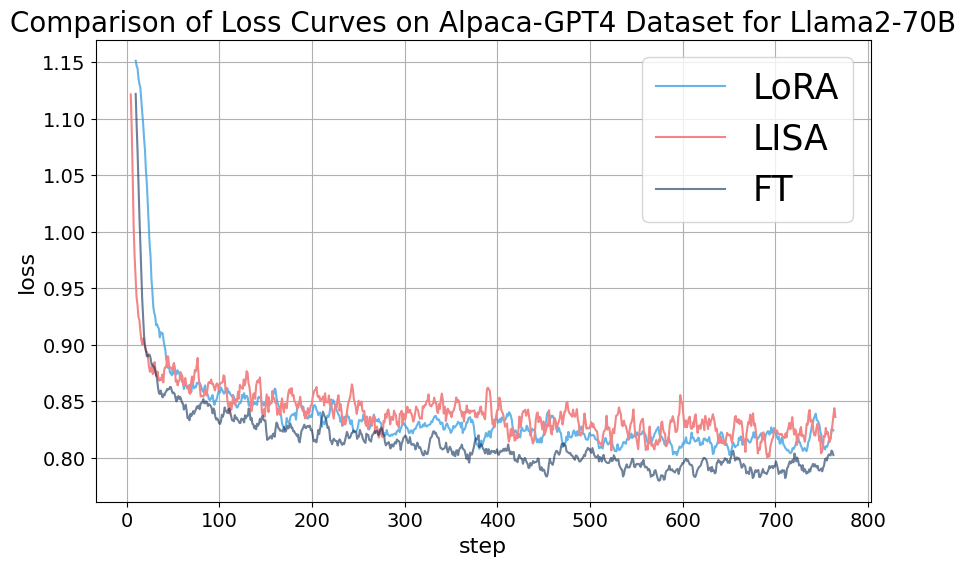 Comparison of Loss Curves on Alpaca-GPT4 Dataset for Llama2-70B
1.15
1.10
1.05
1.00
0.95
0.90
0.85
0.80
loss
LoRA
LISA
FT
0 100 200 300 400 500 600 700 800
step